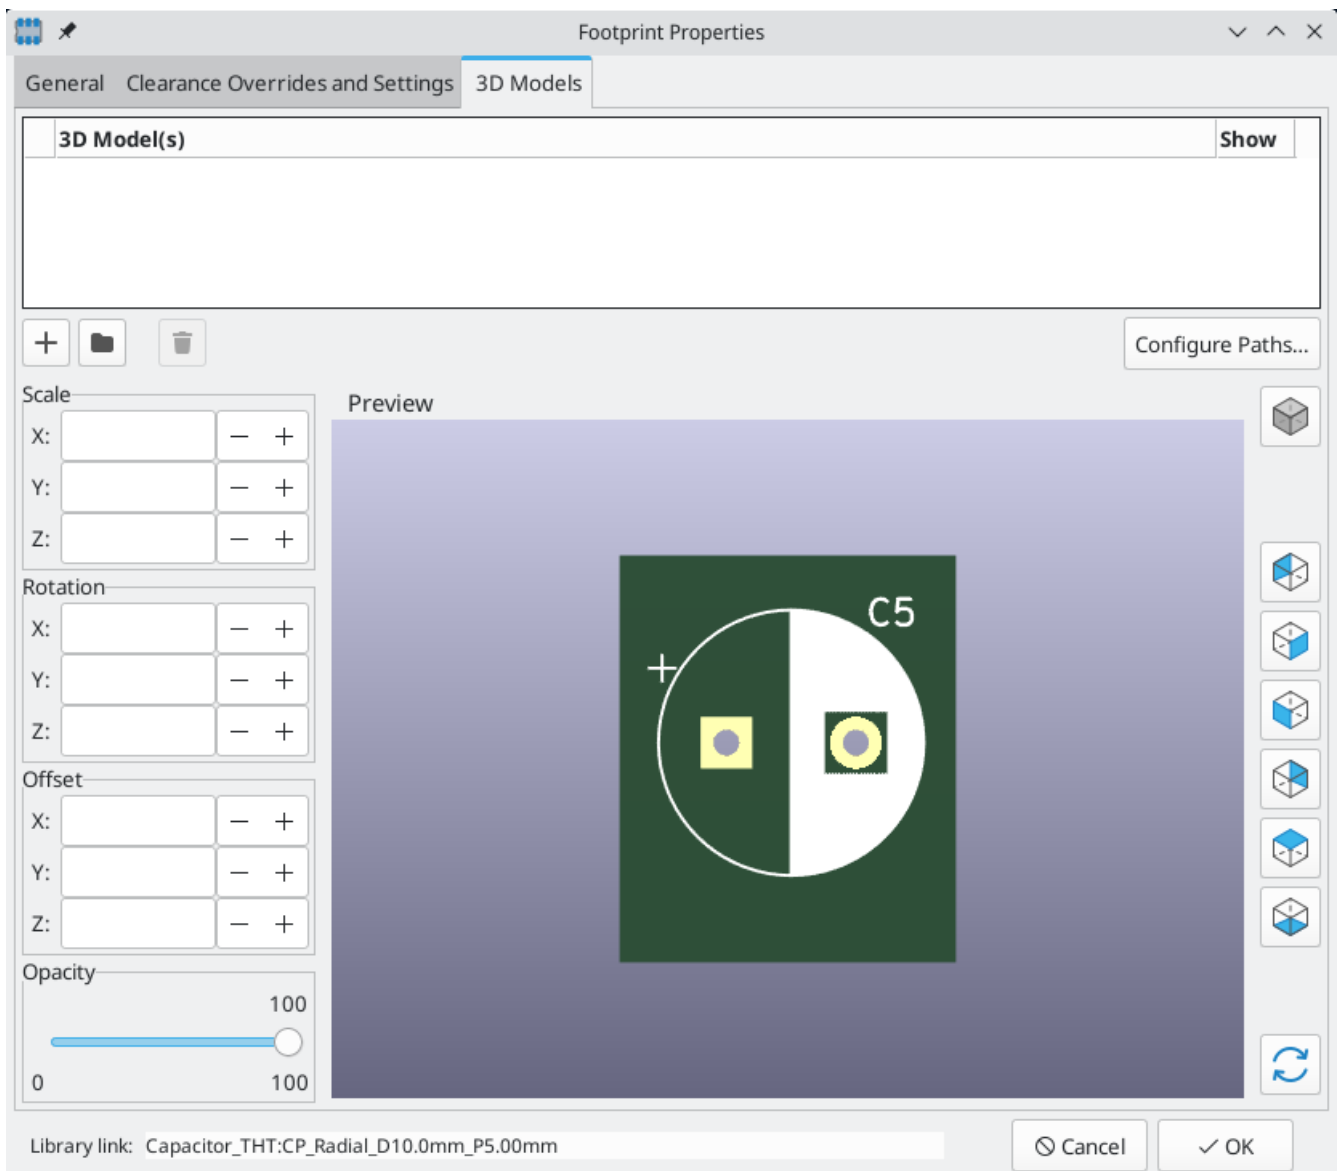 Footprint Properties
General Clearance Overrides and Settings 3D Models
3D Model(s) Show
Configure Paths...
Scale
X:
Y:
Z:
Rotation
X:
Y:
Z:
Offset
X:
Y:
Z:
Opacity
100
0 100
Preview
C5
+
Library link: Capacitor_THT:CP_Radial_D10.0mm_P5.00mm
Cancel OK